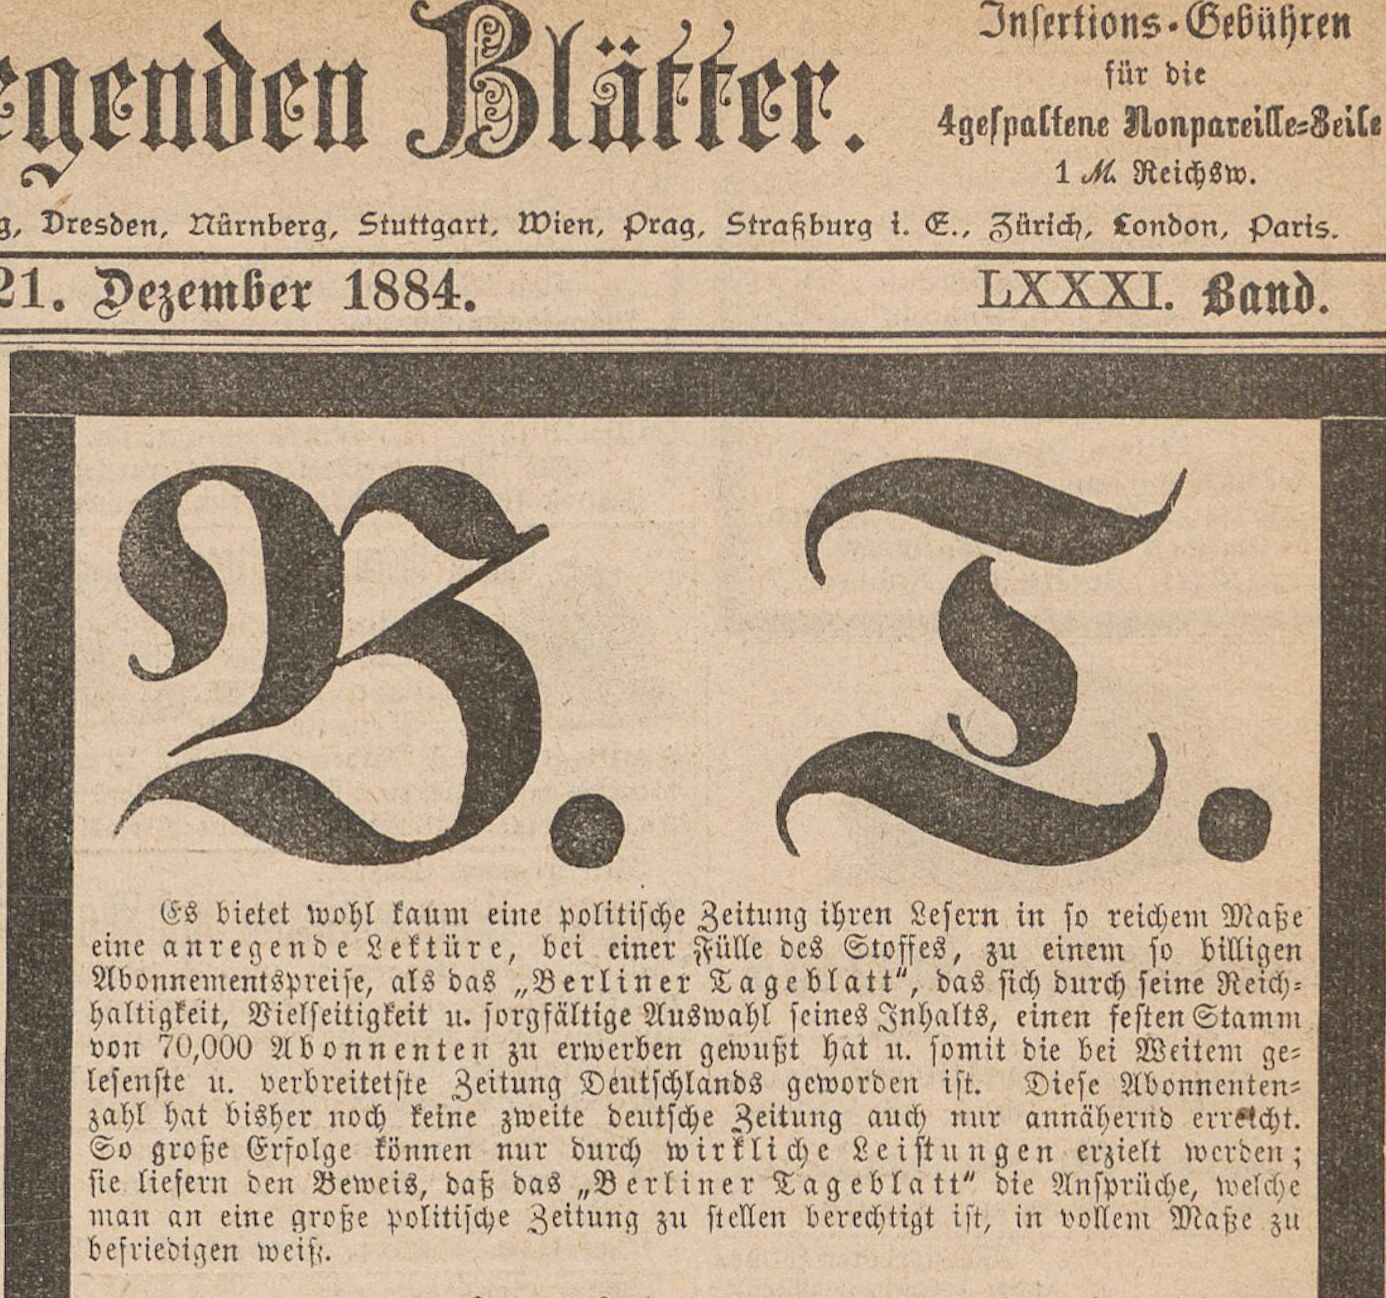 egenden Blätter.
Insertions-Gebühren
für die
4gespaltene Nonpareille-Zeile
1 M. Reichsw.
g, Dresden, Nürnberg, Stuttgart, Wien, Prag, Straßburg i. E., Zürich, London, Paris.
21. Dezember 1884. LXXXI. Band.
B. T.
Es bietet wohl kaum eine politische Zeitung ihren Lesern in so reichem Maße
eine anregende Lektüre, bei einer Fülle des Stoffes, zu einem so billigen
Abonnementspreise, als das „Berliner Tageblatt“, das sich durch seine Reich-
haltigkeit, Vielseitigkeit u. sorgfältige Auswahl seines Inhalts, einen festen Stamm
von 70,000 Abonnenten zu erwerben gewußt hat u. somit die bei Weitem ge-
lesenste u. verbreitetste Zeitung Deutschlands geworden ist. Diese Abonnenten-
zahl hat bisher noch keine zweite deutsche Zeitung auch nur annähernd erreicht.
So große Erfolge können nur durch wirkliche Leistungen erzielt werden;
sie liefern den Beweis, daß das „Berliner Tageblatt“ die Ansprüche, welche
man an eine große politische Zeitung zu stellen berechtigt ist, in vollem Maße zu
befriedigen weiß.